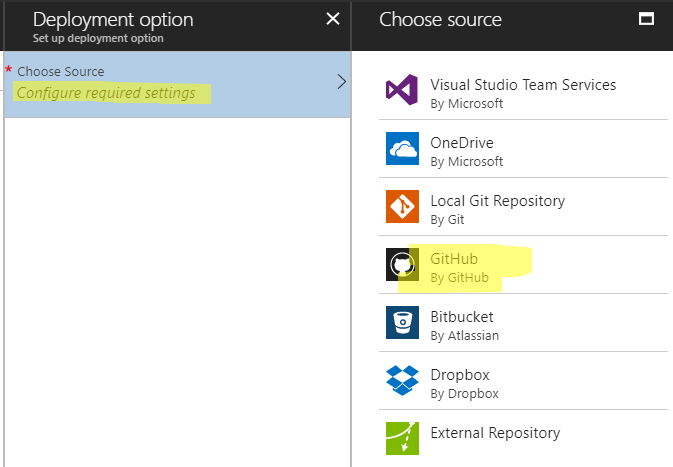 Deployment option
Set up deployment option
* Choose Source
Configure required settings
Choose source
Visual Studio Team Services
By Microsoft
OneDrive
By Microsoft
Local Git Repository
By Git
GitHub
By GitHub
Bitbucket
By Atlassian
Dropbox
By Dropbox
External Repository